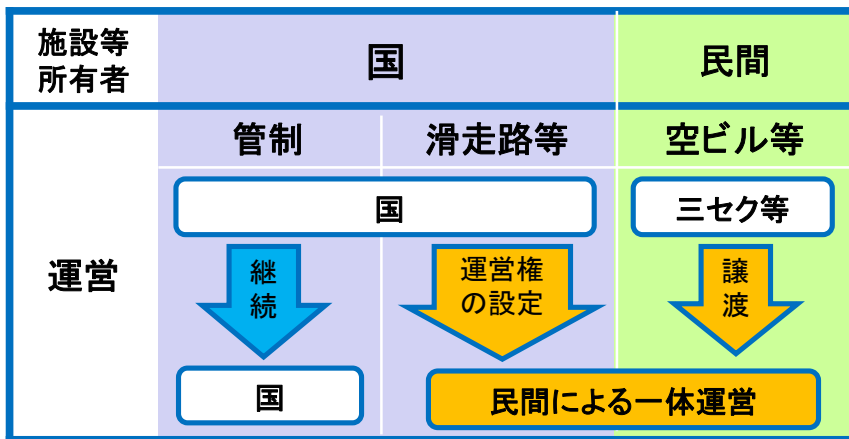 施設等
所有者
国
民間
管制
滑走路等
空ビル等
運営
国
三セク等
継
続
運営権
の設定
譲
渡
国
民間による一体運営